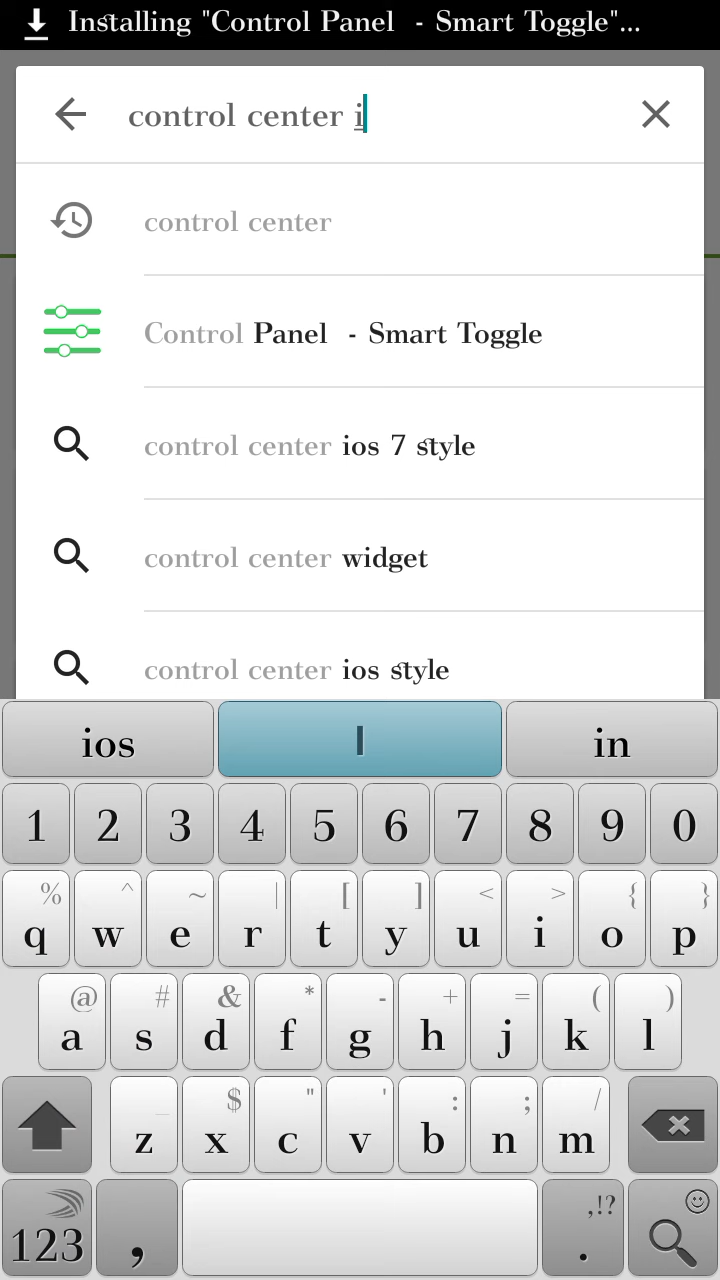 Installing "Control Panel  - Smart Toggle"...
control center i
control center
Control Panel  - Smart Toggle
control center ios 7 style
control center widget
control center ios style
ios I in
1 2 3 4 5 6 7 8 9 0
% ^ ~ | [ ] < > { }
q w e r t y u i o p
@ # & * - + = ( )
a s d f g h j k l
_ $ " ' : ; /
z x c v b n m
,!?
123 , .